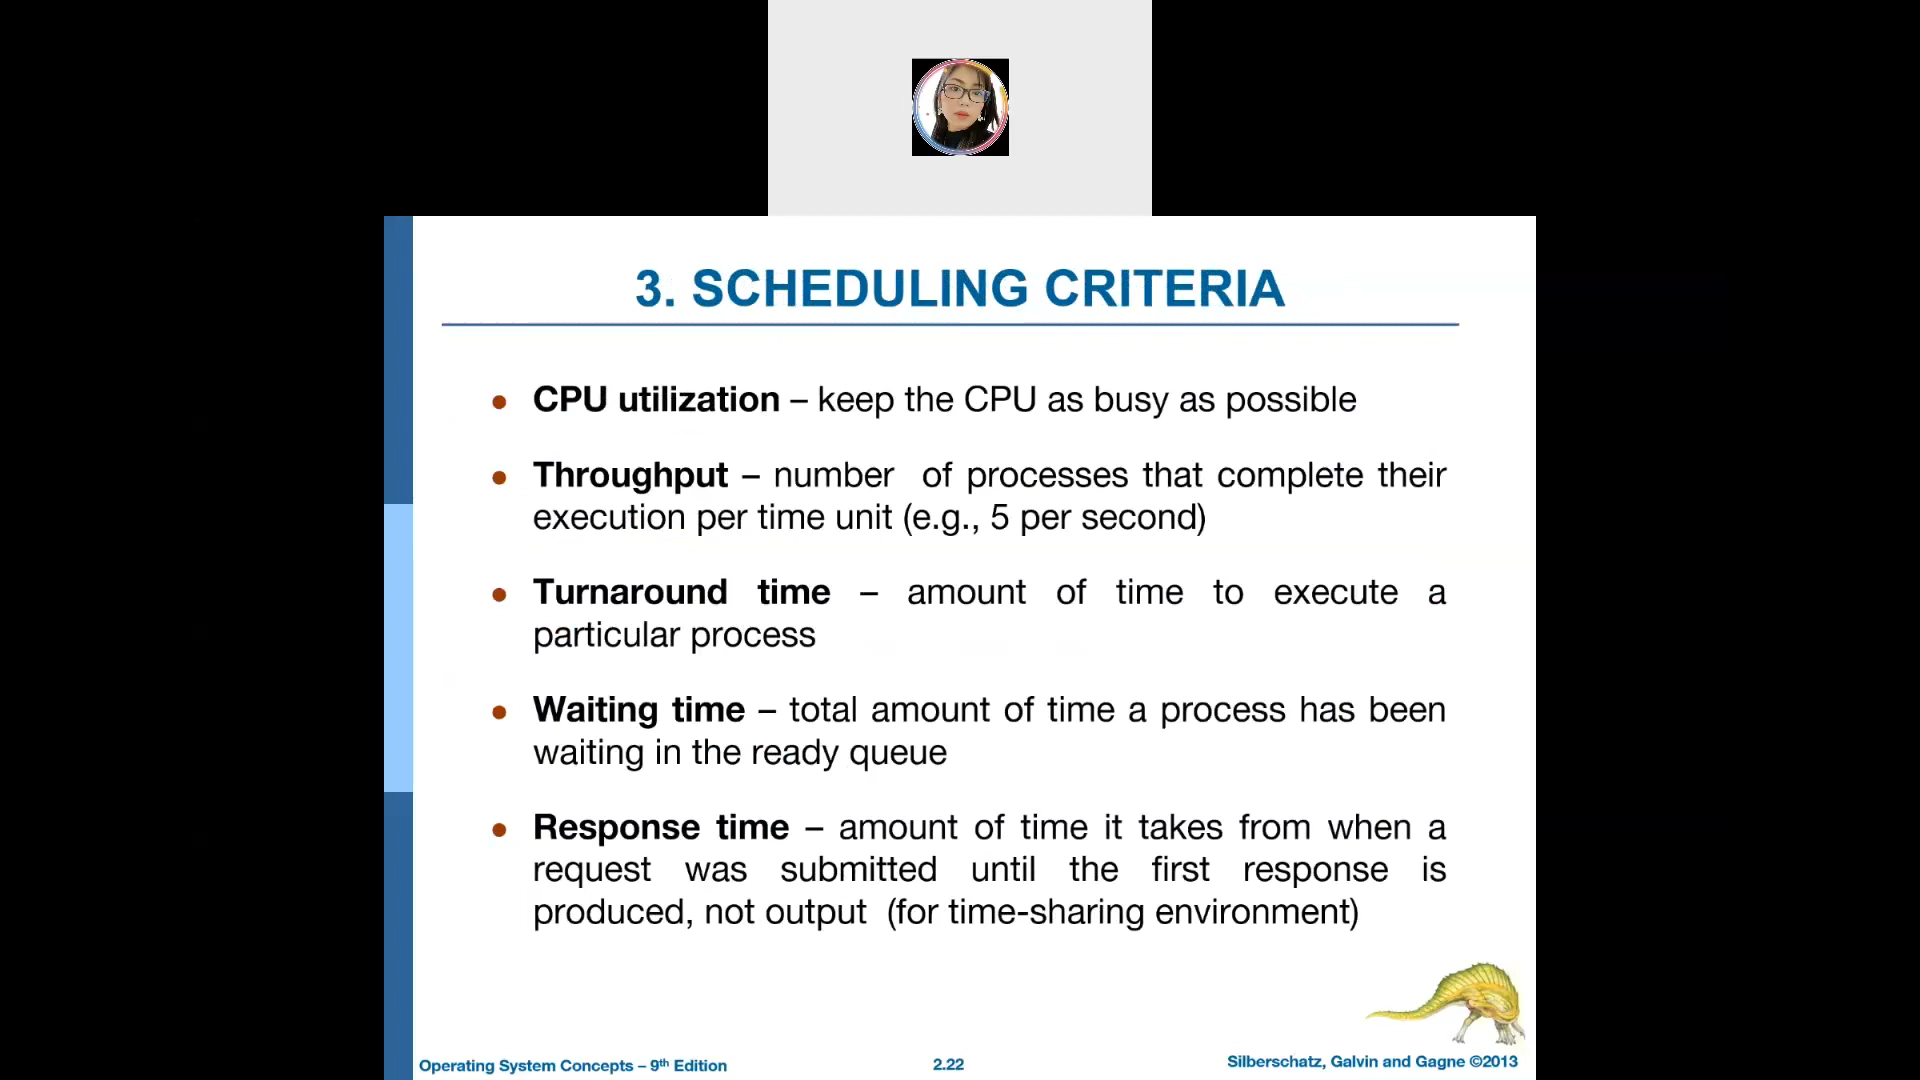 3. SCHEDULING CRITERIA
• CPU utilization – keep the CPU as busy as possible
• Throughput – number of processes that complete their
execution per time unit (e.g., 5 per second)
• Turnaround time – amount of time to execute a
particular process
• Waiting time – total amount of time a process has been
waiting in the ready queue
• Response time – amount of time it takes from when a
request was submitted until the first response is
produced, not output (for time-sharing environment)
Operating System Concepts – 9th Edition
2.22
Silberschatz, Galvin and Gagne ©2013